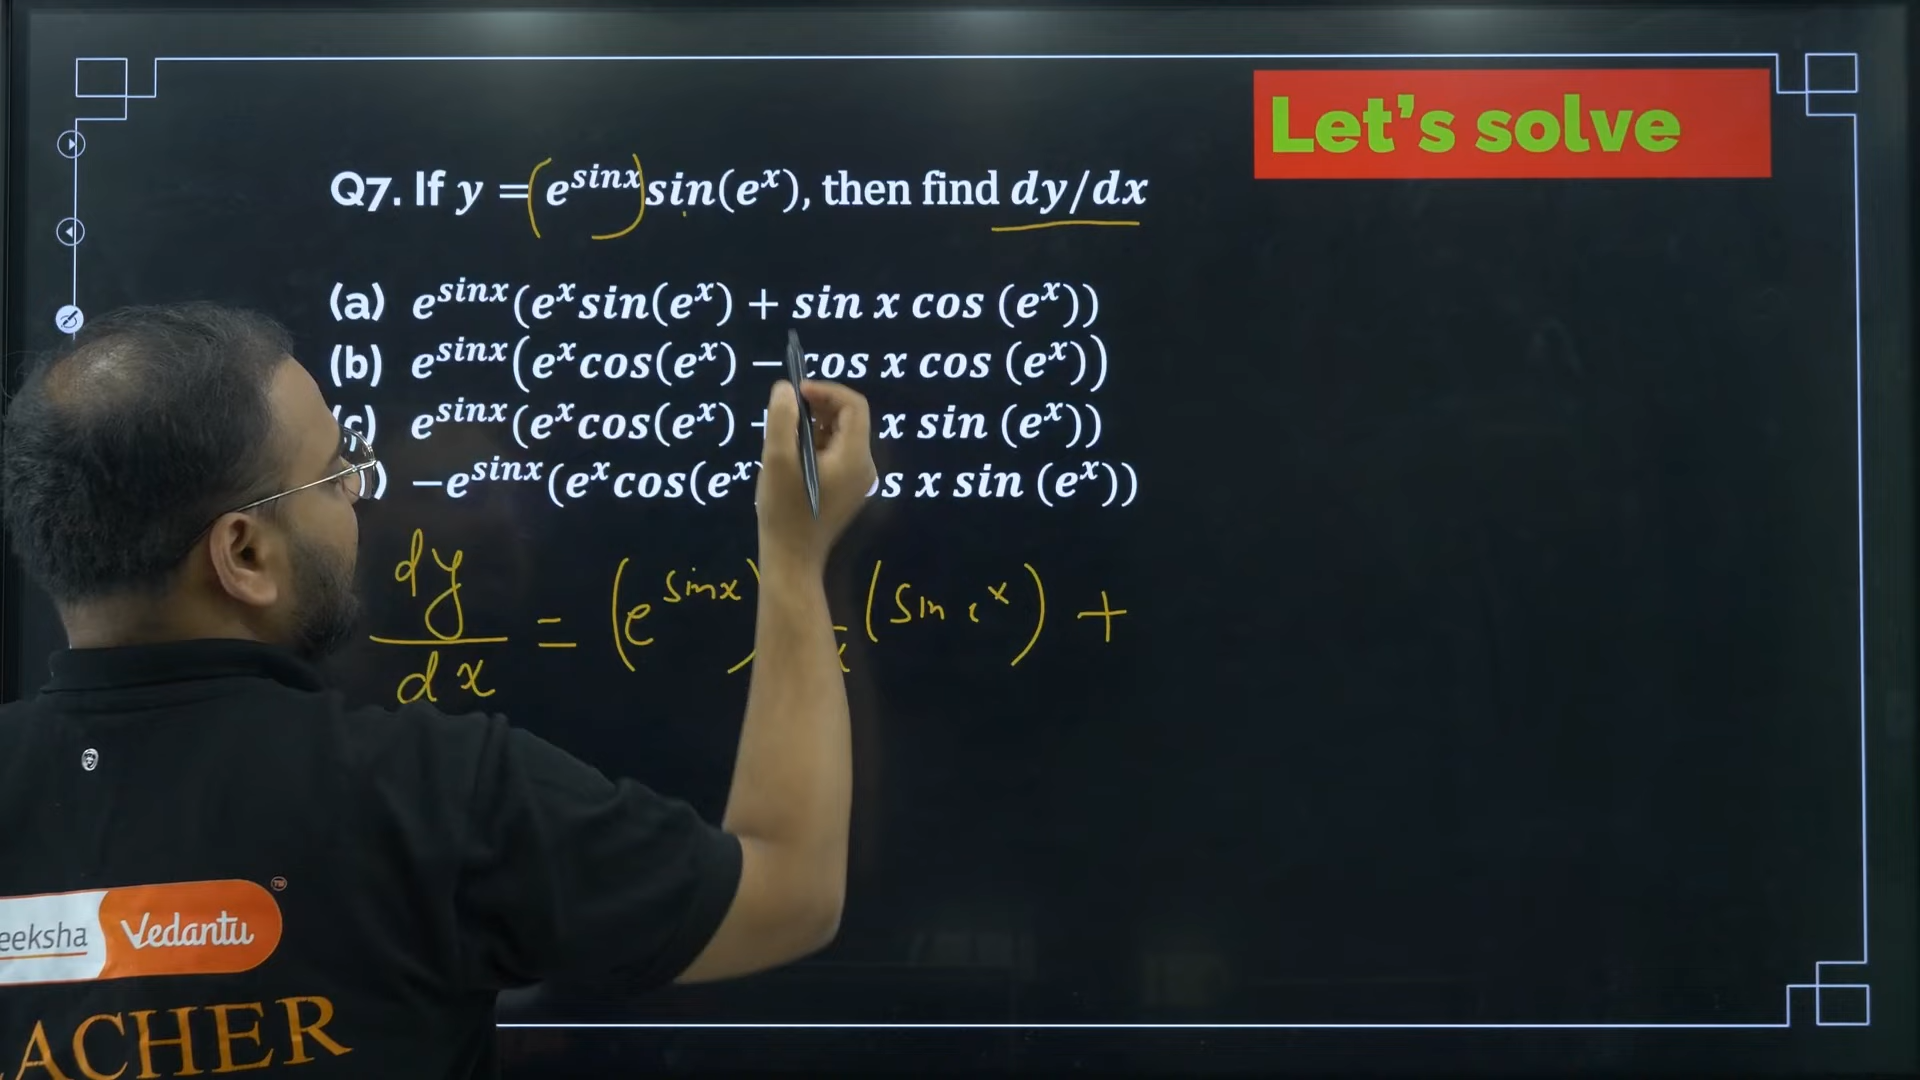 Let's solve
Q7. If y = (e^{sinx}) sin(e^x), then find dy/dx
(a) e^{sinx}(e^x sin(e^x) + sin x cos (e^x))
(b) e^{sinx}(e^x cos(e^x) − cos x cos (e^x))
(c) e^{sinx}(e^x cos(e^x) + x sin (e^x))
) −e^{sinx}(e^x cos(e^x) s x sin (e^x))
dy/dx = (e^{sinx}) (sin e^x) +
eeksha Vedantu TM
ACHER